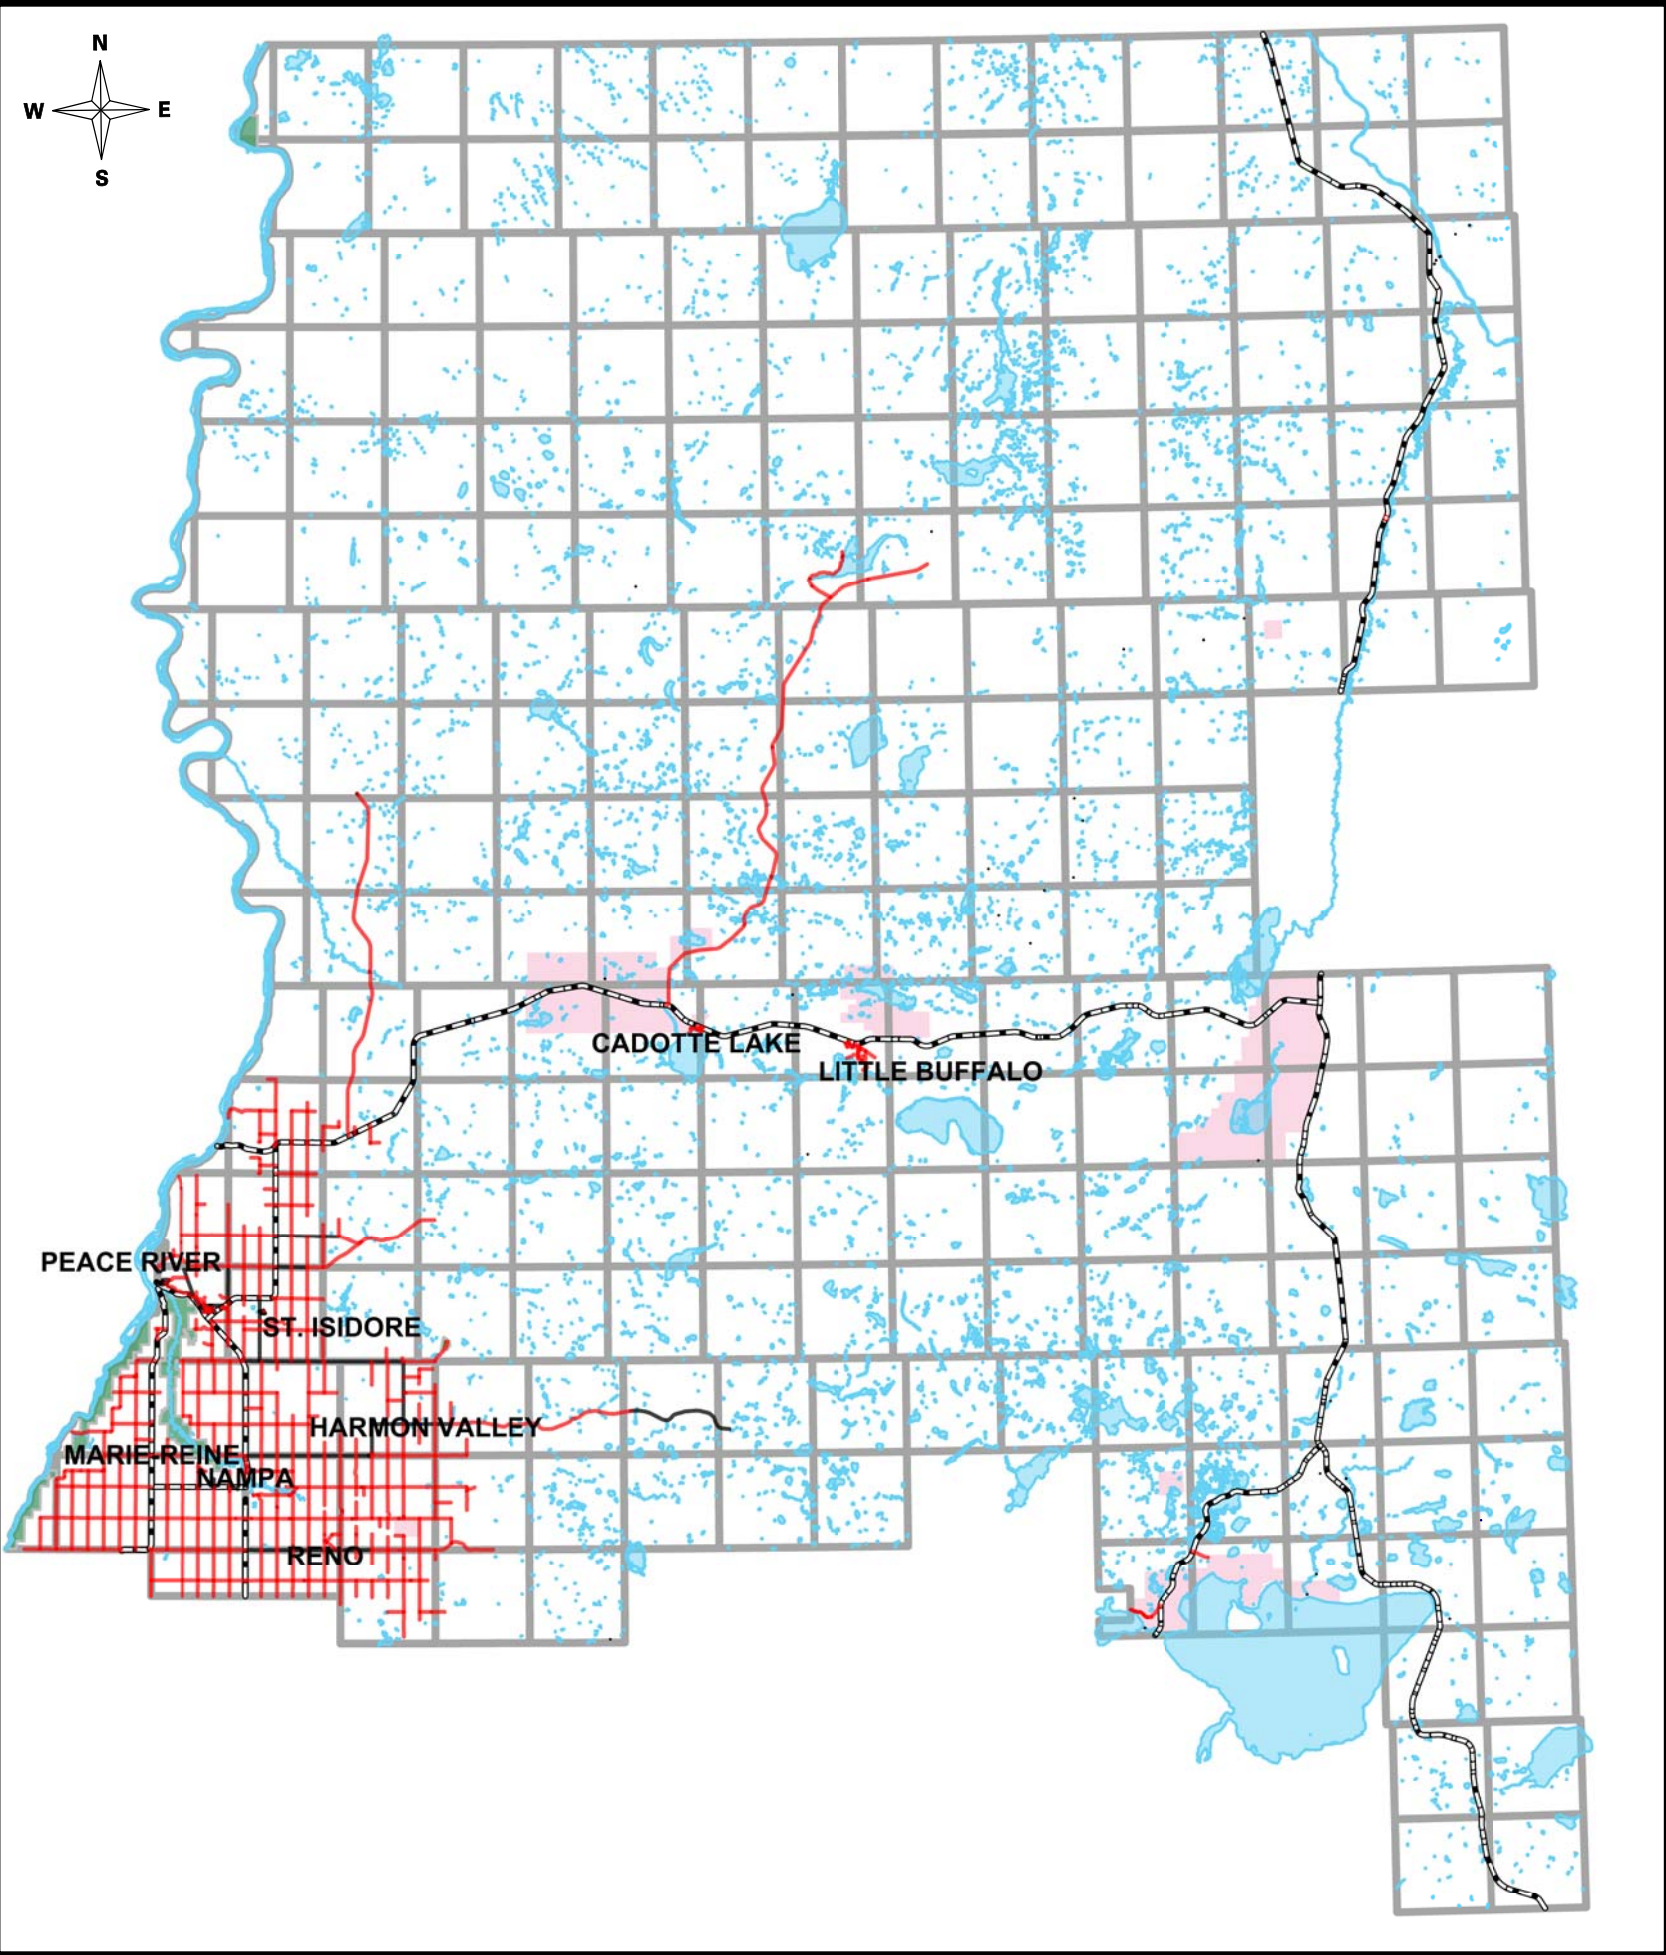 N
W E
S
CADOTTE LAKE
LITTLE BUFFALO
PEACE RIVER
ST. ISIDORE
HARMON VALLEY
MARIE-REINE
NAMPA
RENO